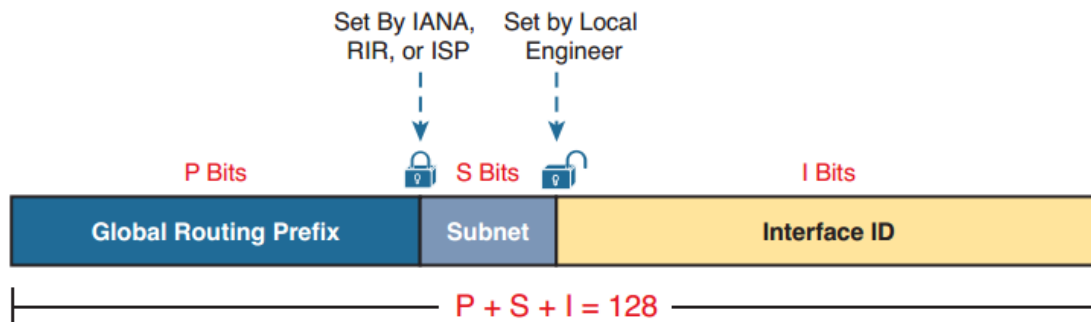 Set By IANA,
RIR, or ISP
Set by Local
Engineer
P Bits
S Bits
I Bits
Global Routing Prefix
Subnet
Interface ID
P + S + I = 128